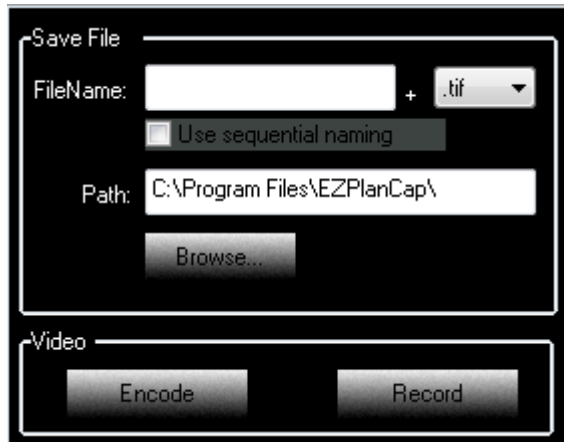 Save File
FileName: + .tif
Use sequential naming
Path: C:\Program Files\EZPlanCap\
Browse...
Video
Encode Record